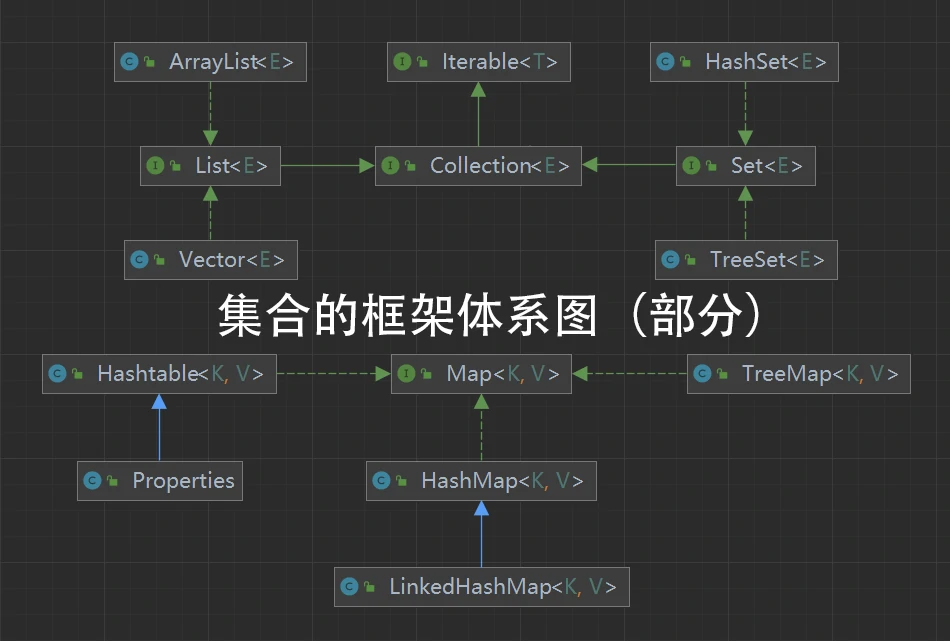 ArrayList<E>
Iterable<T>
HashSet<E>
List<E>
Collection<E>
Set<E>
Vector<E>
TreeSet<E>
集合的框架体系图（部分）
Hashtable<K, V>
Map<K, V>
TreeMap<K, V>
Properties
HashMap<K, V>
LinkedHashMap<K, V>